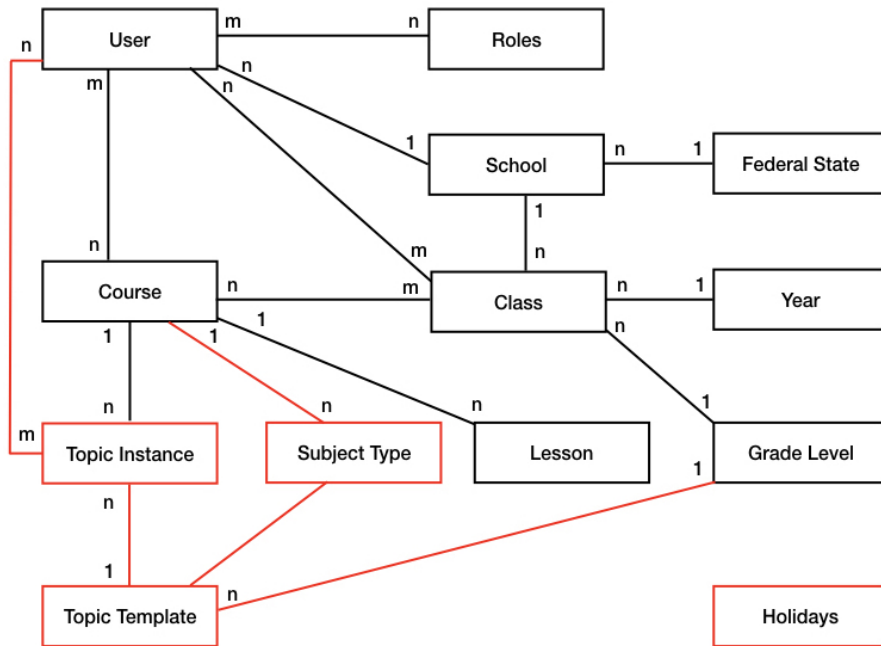 User
m
n
Roles
n
m
n
n
1
School
n
1
Federal State
1
n
n
m
Course
n
m
Class
n
1
Year
1
1
1
n
n
n
n
1
m
Topic Instance
Subject Type
Lesson
Grade Level
n
1
1
n
Topic Template
Holidays